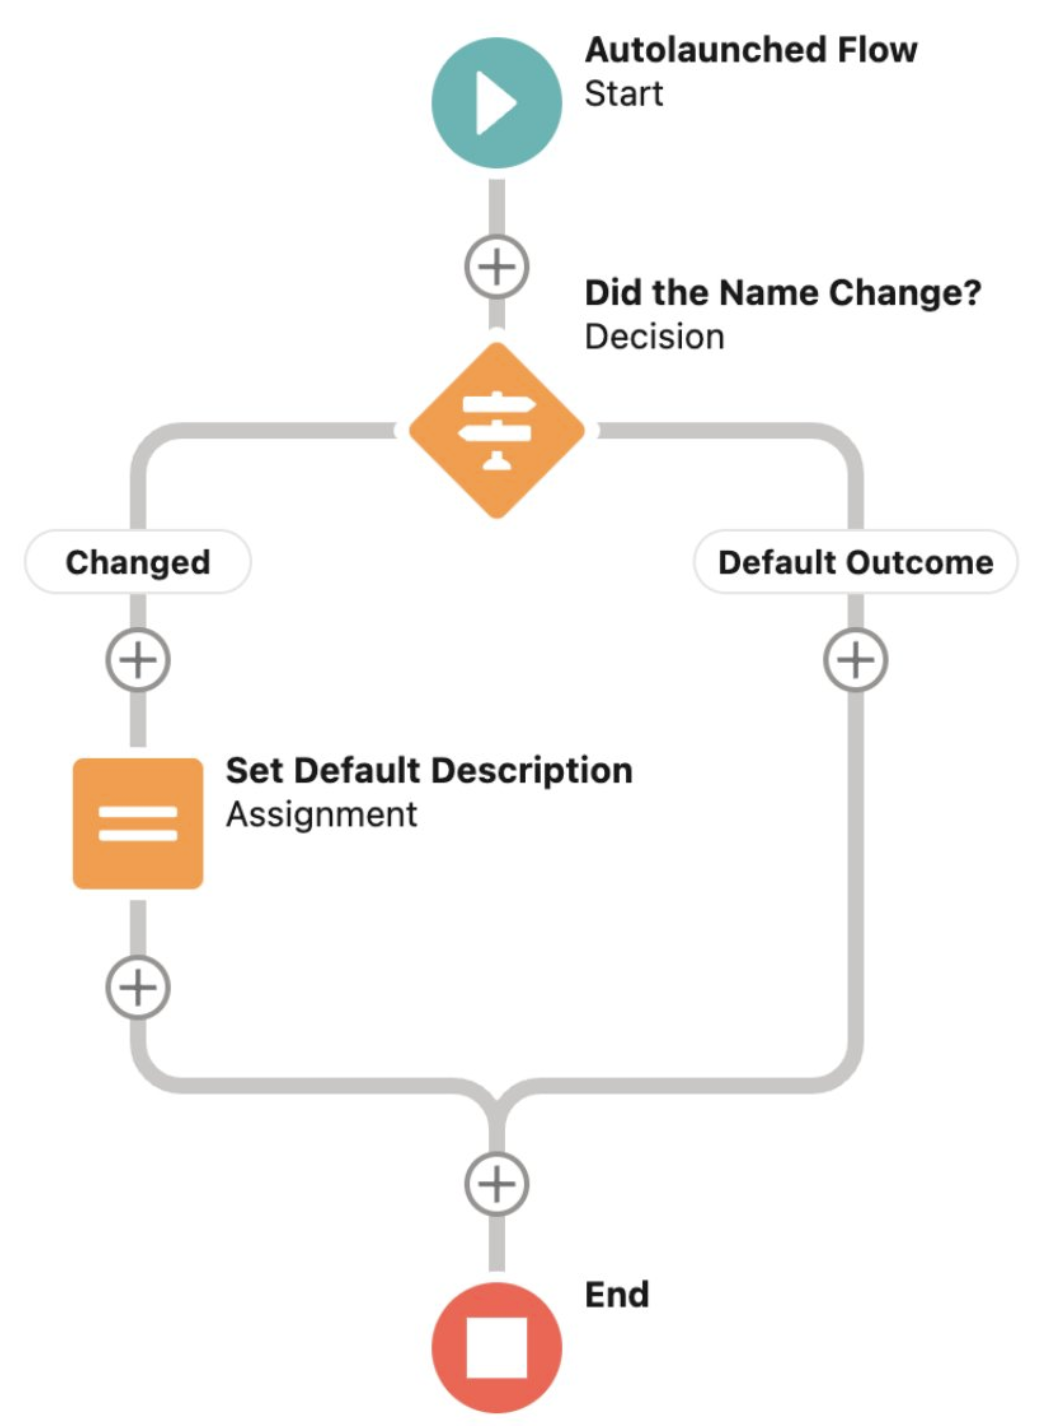 Autolaunched Flow
Start
Did the Name Change?
Decision
Changed
Default Outcome
Set Default Description
Assignment
End